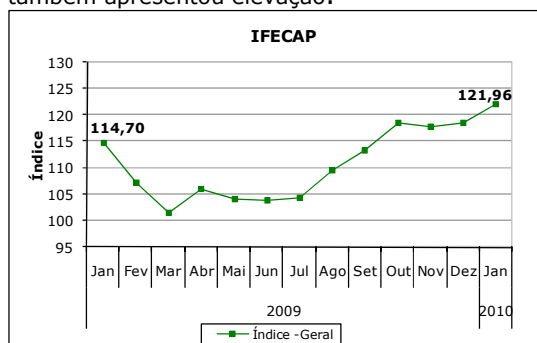 também apresentou elevação.
IFECAP
130
125
120
115
110
105
100
95
Índice
114,70
121,96
Jan Fev Mar Abr Mai Jun Jul Ago Set Out Nov Dez Jan
2009 2010
Índice -Geral